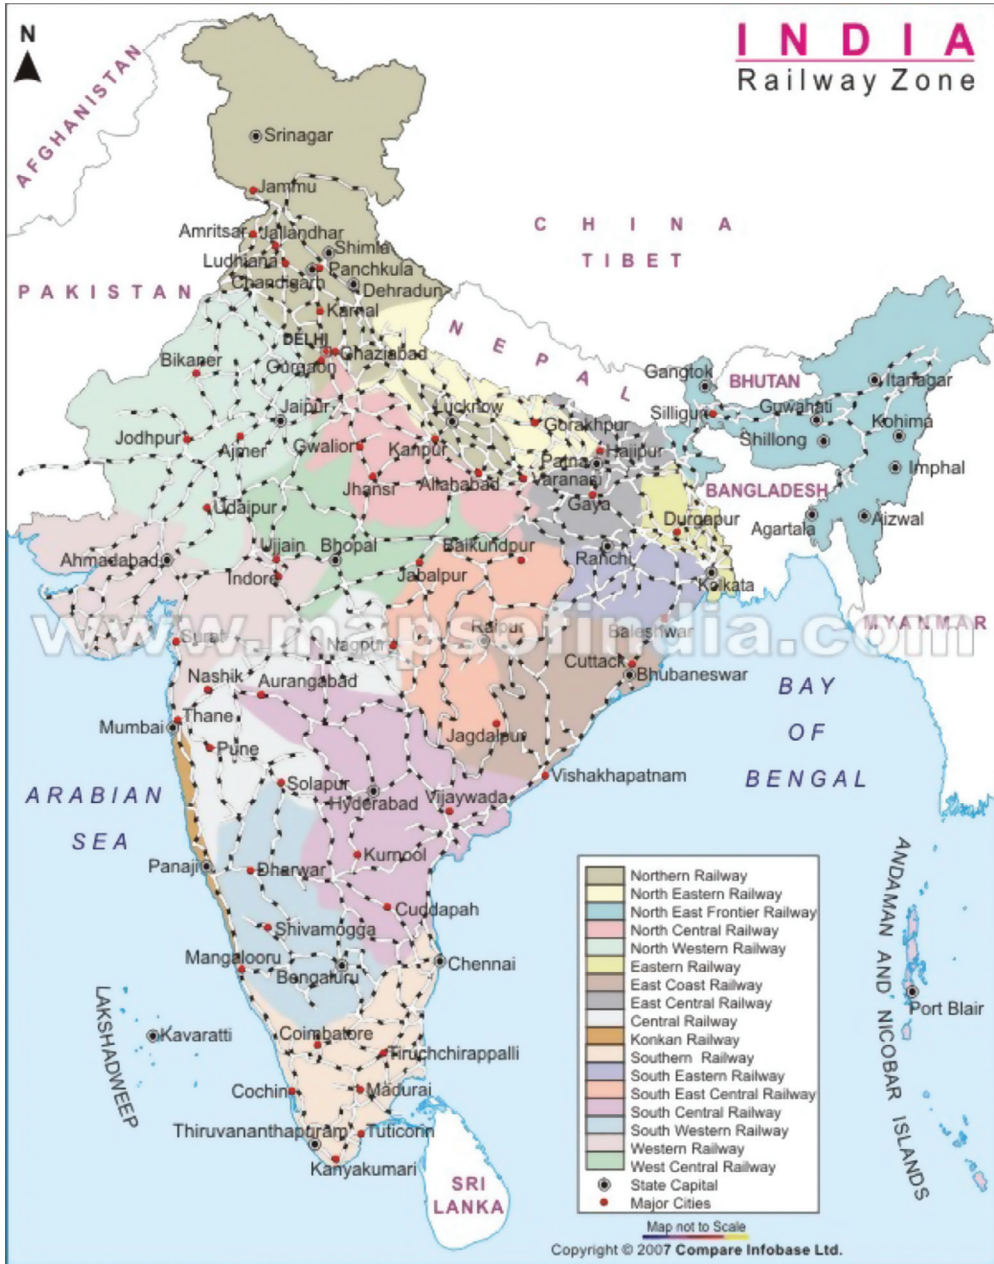 N
INDIA
Railway Zone
AFGHANISTAN
Srinagar
Jammu
CHINA
TIBET
Amritsar
Jallandhar
Shimla
Ludhiana
Panchkula
Chandigarh
Dehradun
PAKISTAN
Karnal
NEPAL
DELHI
Ghaziabad
Gurgaon
Bikaner
Gangtok
BHUTAN
Itanagar
Jaipur
Lucknow
Siliguri
Guwahati
Gorakhpur
Kohima
Jodhpur
Ajmer
Gwalior
Kanpur
Hajipur
Shillong
Patna
Imphal
Jhansi
Allahabad
Varanasi
BANGLADESH
Gaya
Udaipur
Durgapur
Agartala
Aizwal
Ahmadabad
Ujjain
Bhopal
Baikundpur
Ranchi
Indore
Jabalpur
Kolkata
www.mapsofindia.com
MYANMAR
Surat
Nagpur
Raipur
Baleshwar
Cuttack
Bhubaneswar
Nashik
Aurangabad
BAY
OF
BENGAL
Mumbai
Thane
Jagdalpur
Pune
Vishakhapatnam
ARABIAN
SEA
Solapur
Hyderabad
Vijaywada
Panaji
Dharwar
Kurnool
Cuddapah
Shivamogga
Mangalooru
Bengaluru
Chennai
LAKSHADWEEP
Kavaratti
Coimbatore
Tiruchchirappalli
Cochin
Madurai
Thiruvananthapuram
Tuticorin
Kanyakumari
SRI
LANKA
ANDAMAN AND NICOBAR ISLANDS
Port Blair
Northern Railway
North Eastern Railway
North East Frontier Railway
North Central Railway
North Western Railway
Eastern Railway
East Coast Railway
East Central Railway
Central Railway
Konkan Railway
Southern Railway
South Eastern Railway
South East Central Railway
South Central Railway
South Western Railway
Western Railway
West Central Railway
State Capital
Major Cities
Map not to Scale
Copyright © 2007 Compare Infobase Ltd.